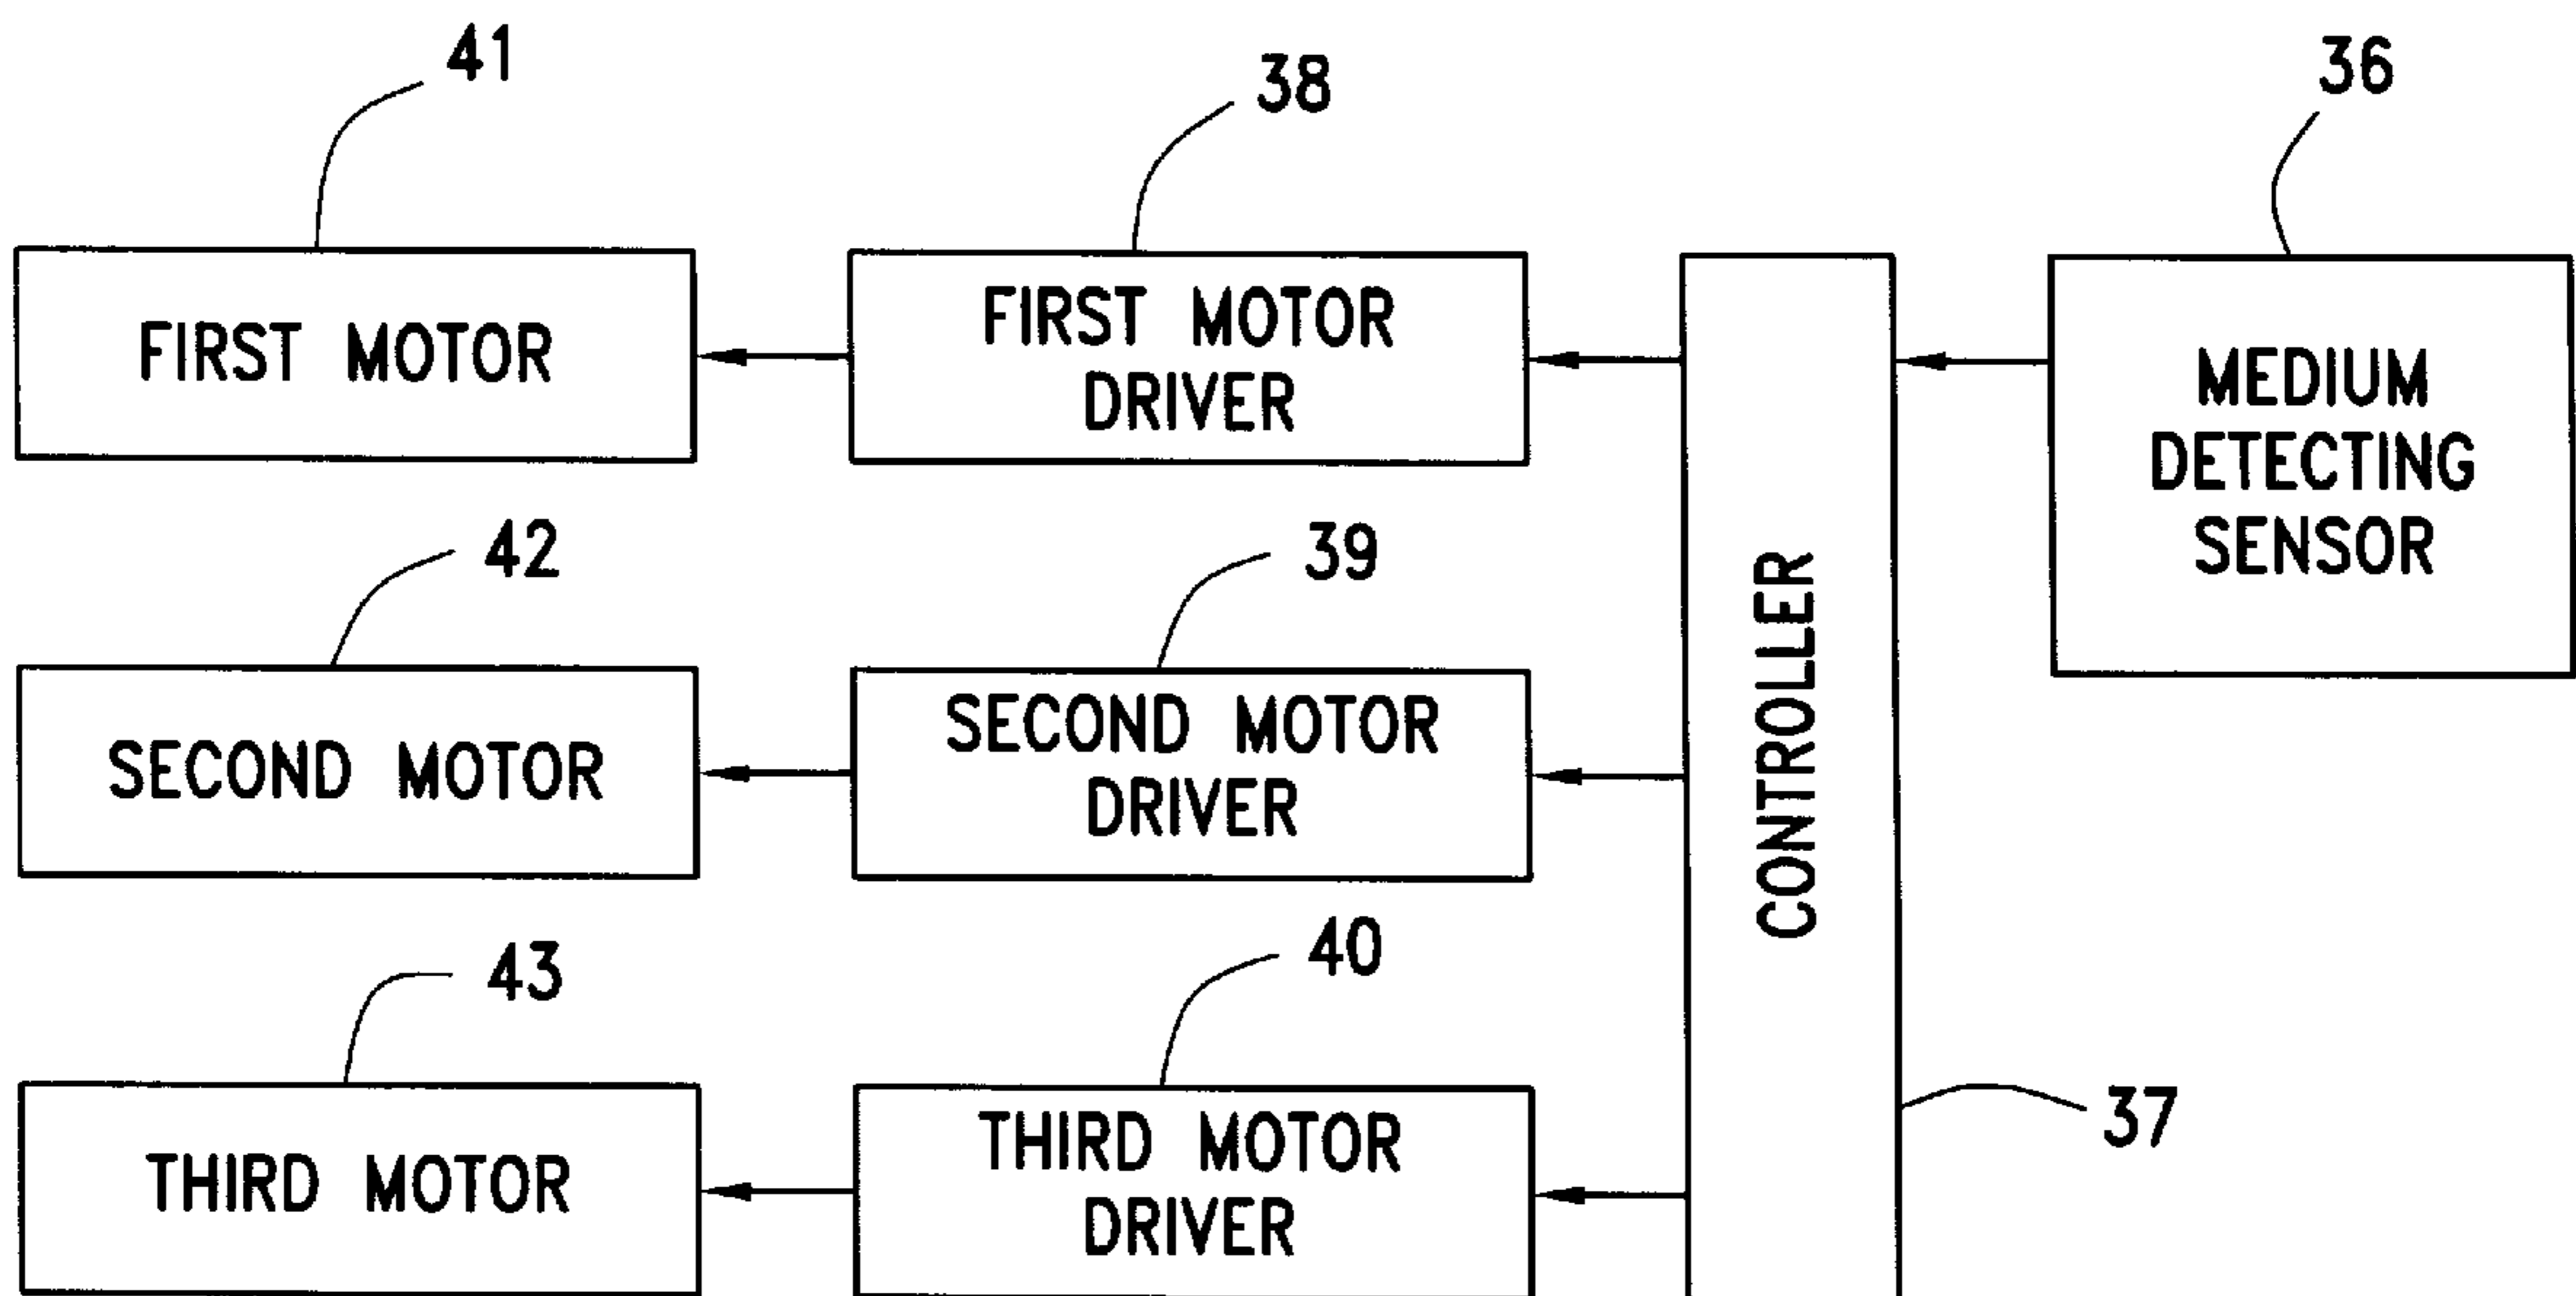 41
38
36
FIRST MOTOR
FIRST MOTOR
DRIVER
MEDIUM
DETECTING
SENSOR
42
39
SECOND MOTOR
SECOND MOTOR
DRIVER
CONTROLLER
43
40
37
THIRD MOTOR
THIRD MOTOR
DRIVER